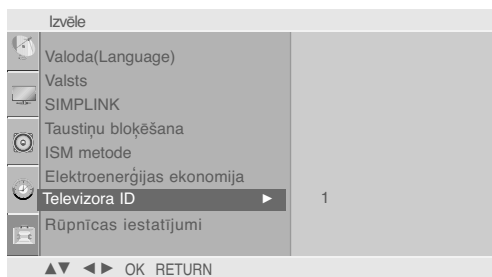 Izvēle
Valoda(Language)
Valsts
SIMPLINK
Taustiņu bloķēšana
ISM metode
Elektroenerģijas ekonomija
Televizora ID ► 1
Rūpnīcas iestatījumi
▲▼ ◄► OK RETURN